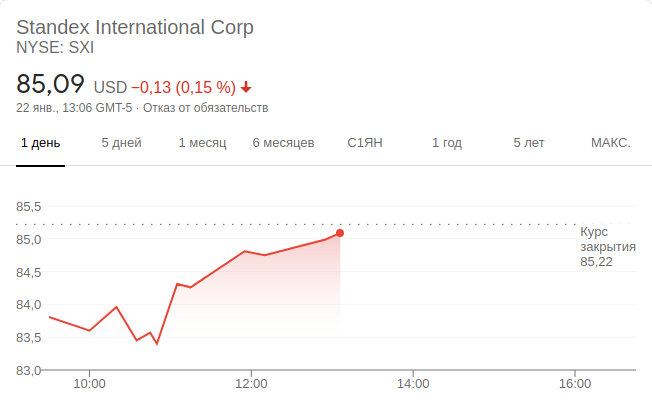 Standex International Corp
NYSE: SXI
85,09 USD −0,13 (0,15 %)
22 янв., 13:06 GMT-5 · Отказ от обязательств
1 день 5 дней 1 месяц 6 месяцев С1ЯН 1 год 5 лет МАКС.
85,5
85,0
84,5
84,0
83,5
83,0
Курс
закрытия
85,22
10:00 12:00 14:00 16:00